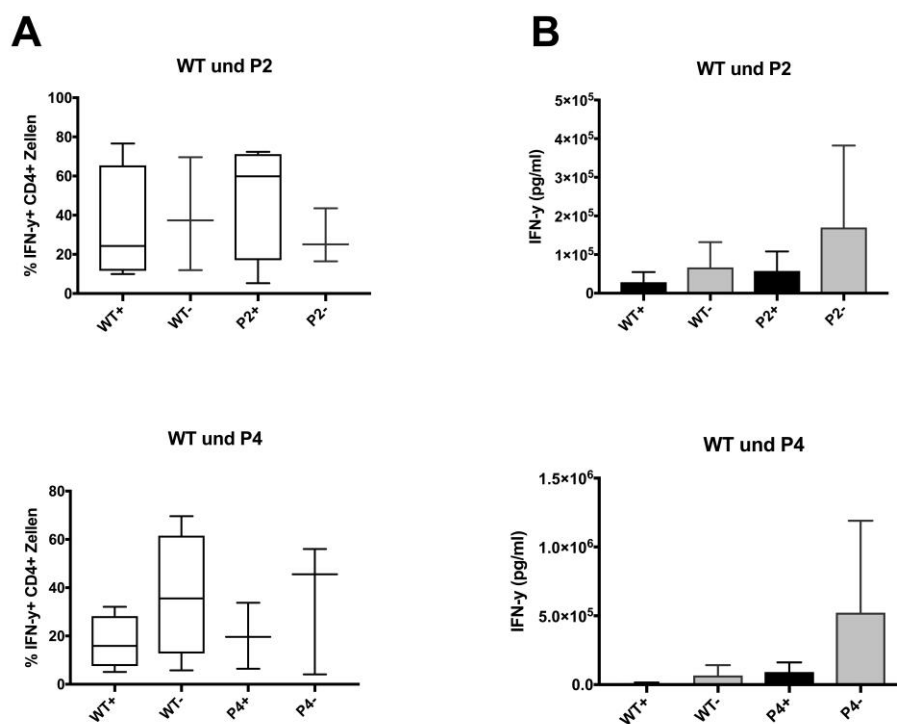 A
B
WT und P2
% IFN-y+ CD4+ Zellen
100
80
60
40
20
0
WT+
WT-
P2+
P2-
WT und P2
IFN-y (pg/ml)
5×10⁵
4×10⁵
3×10⁵
2×10⁵
1×10⁵
0
WT+
WT-
P2+
P2-
WT und P4
% IFN-y+ CD4+ Zellen
80
60
40
20
0
WT+
WT-
P4+
P4-
WT und P4
IFN-y (pg/ml)
1.5×10⁶
1.0×10⁶
5.0×10⁵
0.0
WT+
WT-
P4+
P4-